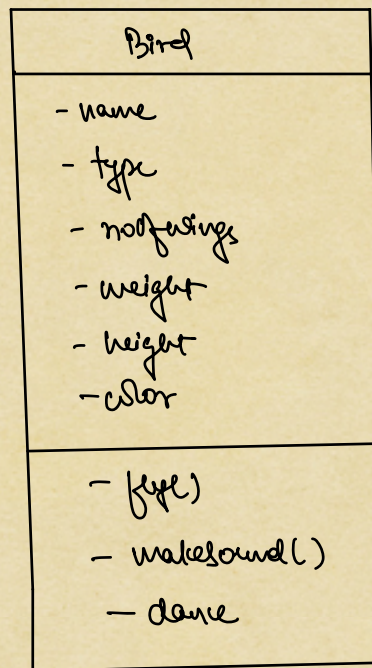 Bird
- name
- type
- noofwings
- weight
- height
- color
- fly()
- makesound()
- dance